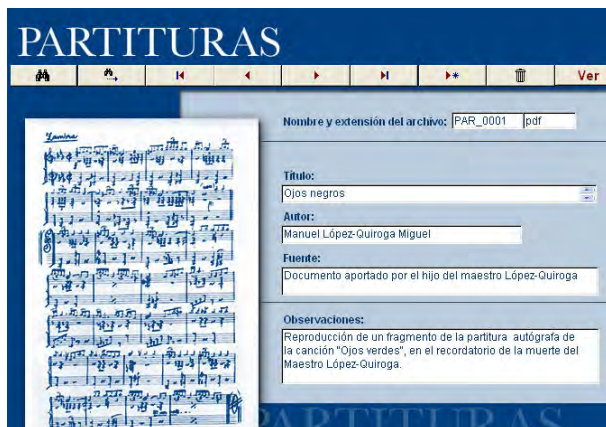 PARTITURAS
Ver
Nombre y extensión del archivo: PAR_0001 pdf
Título:
Ojos negros
Autor:
Manuel López-Quiroga Miguel
Fuente:
Documento aportado por el hijo del maestro López-Quiroga
Observaciones:
Reproducción de un fragmento de la partitura autógrafa de
la canción "Ojos verdes", en el recordatorio de la muerte del
Maestro López-Quiroga.
PARTITURAS